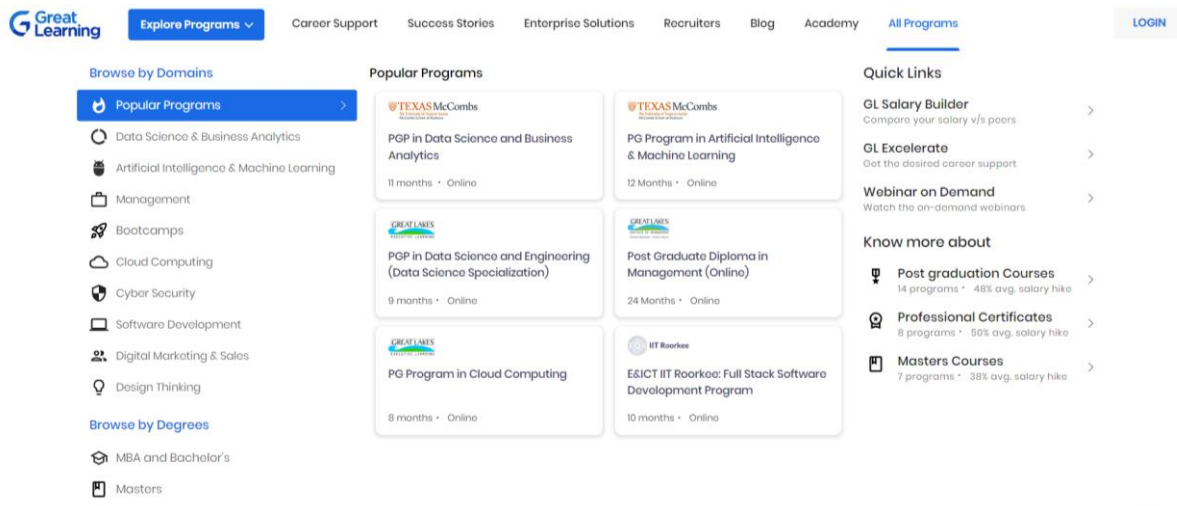 Great Learning
Explore Programs
Career Support
Success Stories
Enterprise Solutions
Recruiters
Blog
Academy
All Programs
LOGIN
Browse by Domains
Popular Programs
Data Science & Business Analytics
Artificial Intelligence & Machine Learning
Management
Bootcamps
Cloud Computing
Cyber Security
Software Development
Digital Marketing & Sales
Design Thinking
Browse by Degrees
MBA and Bachelor's
Masters
Popular Programs
TEXAS McCombs
PGP in Data Science and Business
Analytics
11 months • Online
TEXAS McCombs
PG Program in Artificial Intelligence
& Machine Learning
12 Months • Online
GREAT LAKES
EXECUTIVE LEARNING
PGP in Data Science and Engineering
(Data Science Specialization)
9 months • Online
GREAT LAKES
Post Graduate Diploma in
Management (Online)
24 Months • Online
GREAT LAKES
EXECUTIVE LEARNING
PG Program in Cloud Computing
8 months • Online
IIT Roorkee
E&ICT IIT Roorkee: Full Stack Software
Development Program
10 months • Online
Quick Links
GL Salary Builder
Compare your salary v/s peers
GL Excelerate
Get the desired career support
Webinar on Demand
Watch the on-demand webinars
Know more about
Post graduation Courses
14 programs • 48% avg. salary hike
Professional Certificates
8 programs • 50% avg. salary hike
Masters Courses
7 programs • 38% avg. salary hike